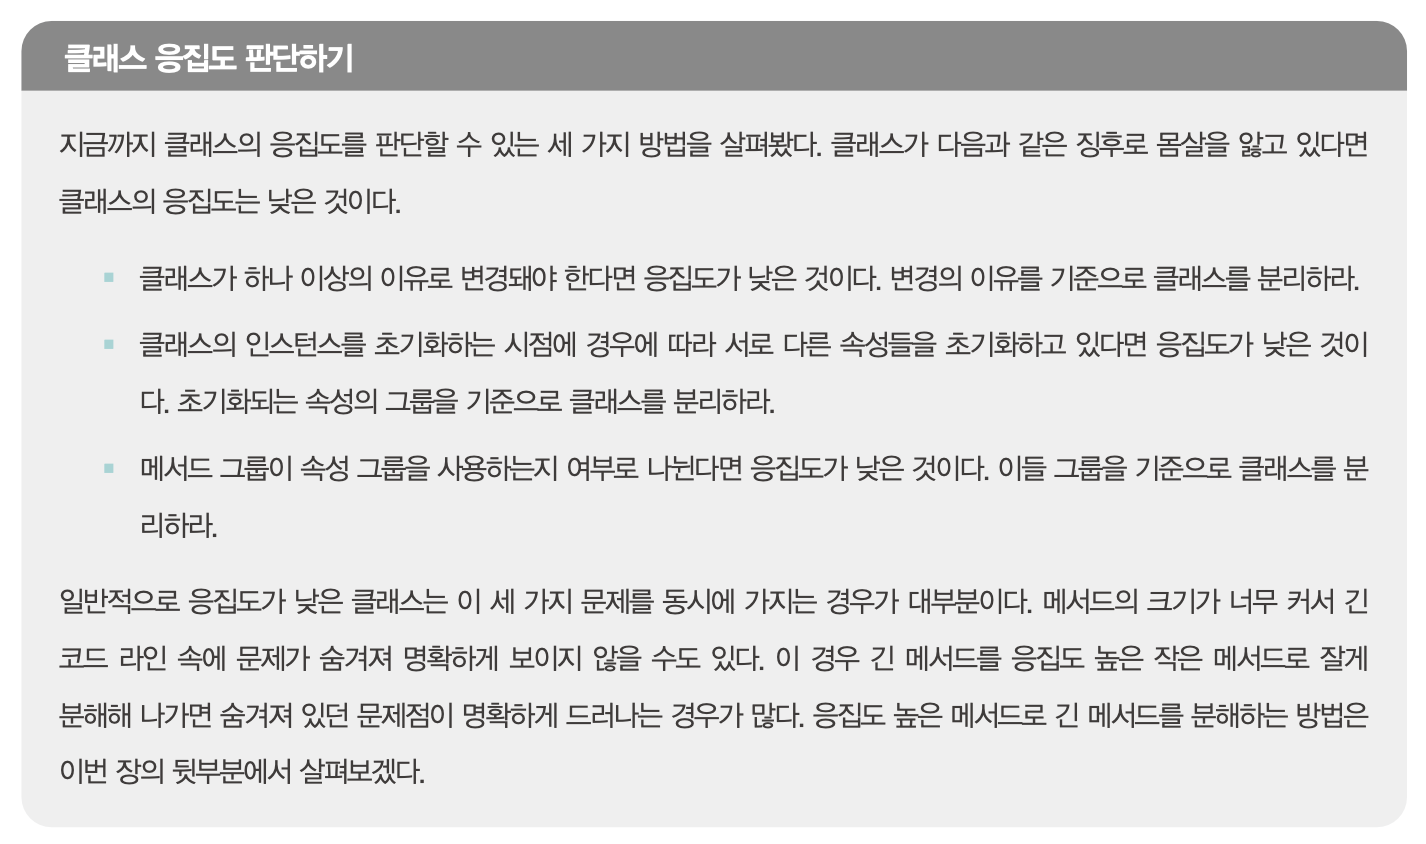 클래스 응집도 판단하기
지금까지 클래스의 응집도를 판단할 수 있는 세 가지 방법을 살펴봤다. 클래스가 다음과 같은 징후로 몸살을 앓고 있다면
클래스의 응집도는 낮은 것이다.
▪ 클래스가 하나 이상의 이유로 변경돼야 한다면 응집도가 낮은 것이다. 변경의 이유를 기준으로 클래스를 분리하라.
▪ 클래스의 인스턴스를 초기화하는 시점에 경우에 따라 서로 다른 속성들을 초기화하고 있다면 응집도가 낮은 것이
다. 초기화되는 속성의 그룹을 기준으로 클래스를 분리하라.
▪ 메서드 그룹이 속성 그룹을 사용하는지 여부로 나뉜다면 응집도가 낮은 것이다. 이들 그룹을 기준으로 클래스를 분
리하라.
일반적으로 응집도가 낮은 클래스는 이 세 가지 문제를 동시에 가지는 경우가 대부분이다. 메서드의 크기가 너무 커서 긴
코드 라인 속에 문제가 숨겨져 명확하게 보이지 않을 수도 있다. 이 경우 긴 메서드를 응집도 높은 작은 메서드로 잘게
분해해 나가면 숨겨져 있던 문제점이 명확하게 드러나는 경우가 많다. 응집도 높은 메서드로 긴 메서드를 분해하는 방법은
이번 장의 뒷부분에서 살펴보겠다.